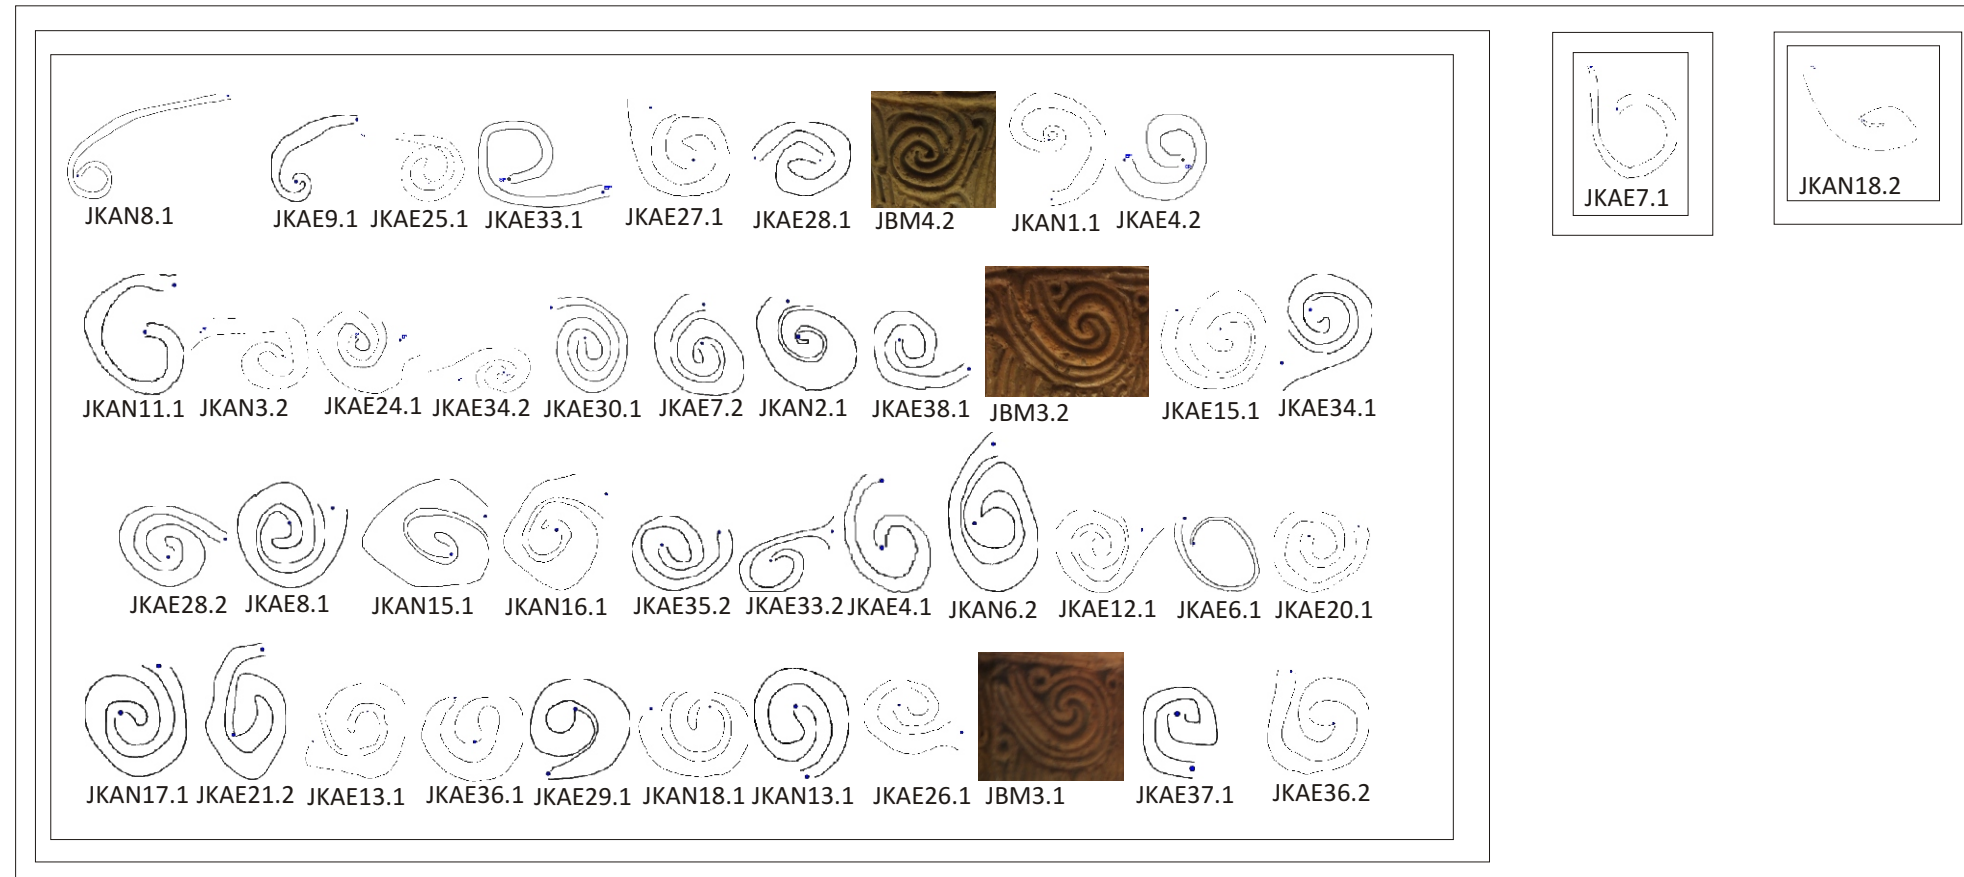 JKAN8.1 JKAE9.1 JKAE25.1 JKAE33.1 JKAE27.1 JKAE28.1 JBM4.2 JKAN1.1 JKAE4.2 JKAE7.1 JKAN18.2
JKAN11.1 JKAN3.2 JKAE24.1 JKAE34.2 JKAE30.1 JKAE7.2 JKAN2.1 JKAE38.1 JBM3.2 JKAE15.1 JKAE34.1
JKAE28.2 JKAE8.1 JKAN15.1 JKAN16.1 JKAE35.2 JKAE33.2 JKAE4.1 JKAN6.2 JKAE12.1 JKAE6.1 JKAE20.1
JKAN17.1 JKAE21.2 JKAE13.1 JKAE36.1 JKAE29.1 JKAN18.1 JKAN13.1 JKAE26.1 JBM3.1 JKAE37.1 JKAE36.2